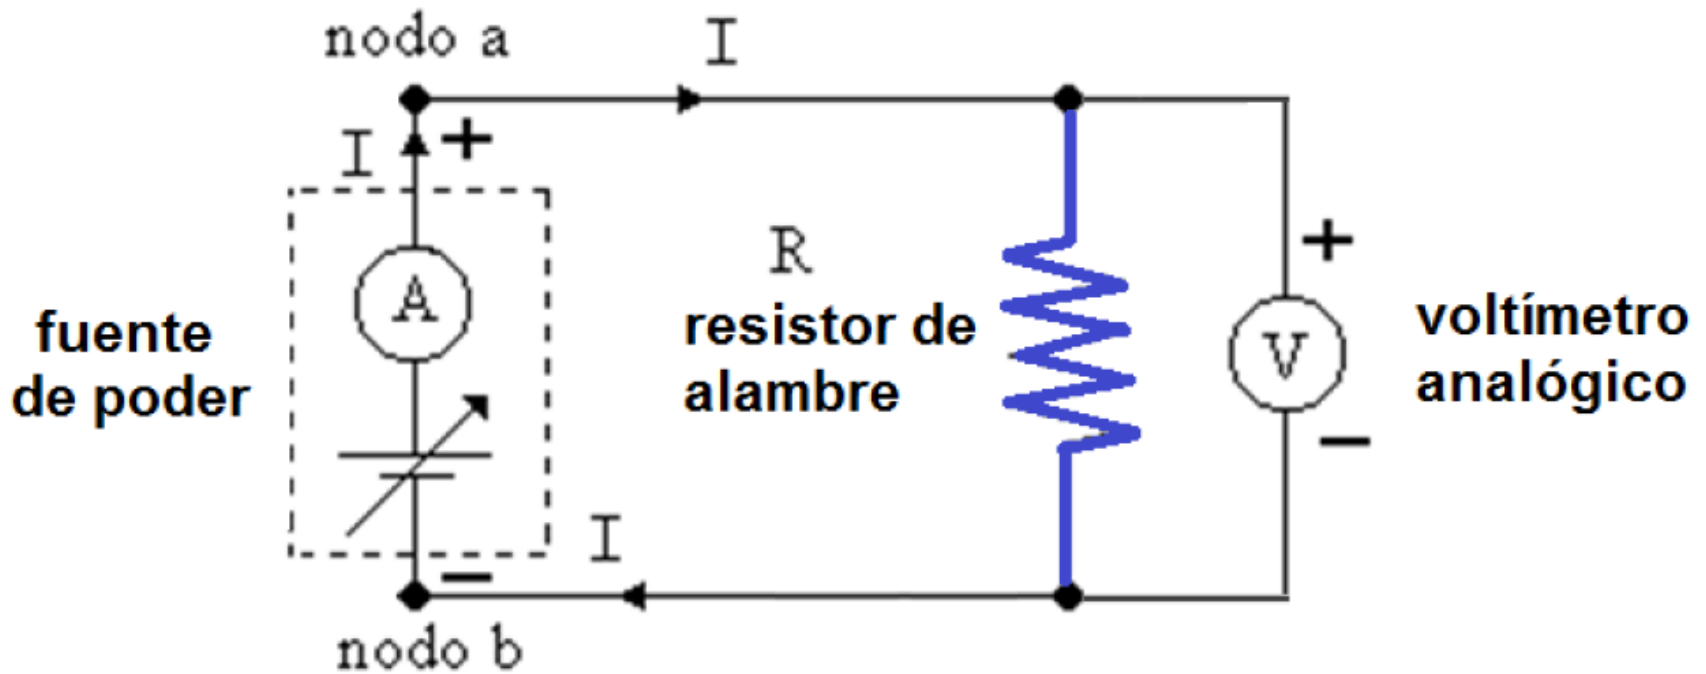 nodo a
I
I
+
A
fuente
de poder
R
resistor de
alambre
+
V
−
voltímetro
analógico
I
−
nodo b